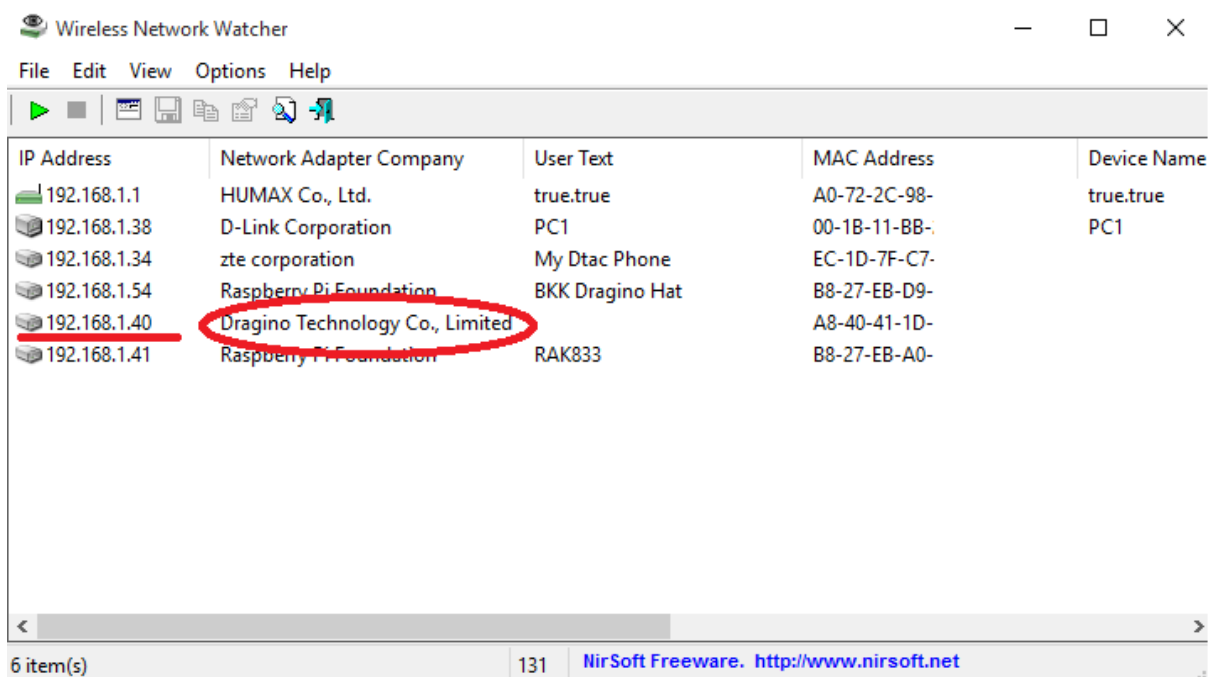 Wireless Network Watcher
File Edit View Options Help
IP Address Network Adapter Company User Text MAC Address Device Name
192.168.1.1 HUMAX Co., Ltd. true.true A0-72-2C-98- true.true
192.168.1.38 D-Link Corporation PC1 00-1B-11-BB- PC1
192.168.1.34 zte corporation My Dtac Phone EC-1D-7F-C7-
192.168.1.54 Raspberry Pi Foundation BKK Dragino Hat B8-27-EB-D9-
192.168.1.40 Dragino Technology Co., Limited A8-40-41-1D-
192.168.1.41 Raspberry Pi Foundation RAK833 B8-27-EB-A0-
6 item(s) 131 NirSoft Freeware. http://www.nirsoft.net